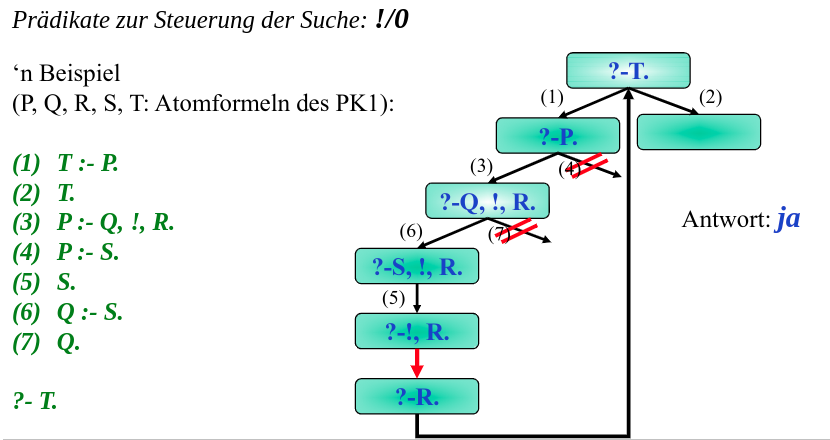 Prädikate zur Steuerung der Suche: !/0
‘n Beispiel
(P, Q, R, S, T: Atomformeln des PK1):
(1) T :- P.
(2) T.
(3) P :- Q, !, R.
(4) P :- S.
(5) S.
(6) Q :- S.
(7) Q.
?- T.
?-T.
(1)
(2)
?-P.
(3)
(4)
?-Q, !, R.
(6)
(7)
?-S, !, R.
(5)
?-!, R.
?-R.
Antwort: ja